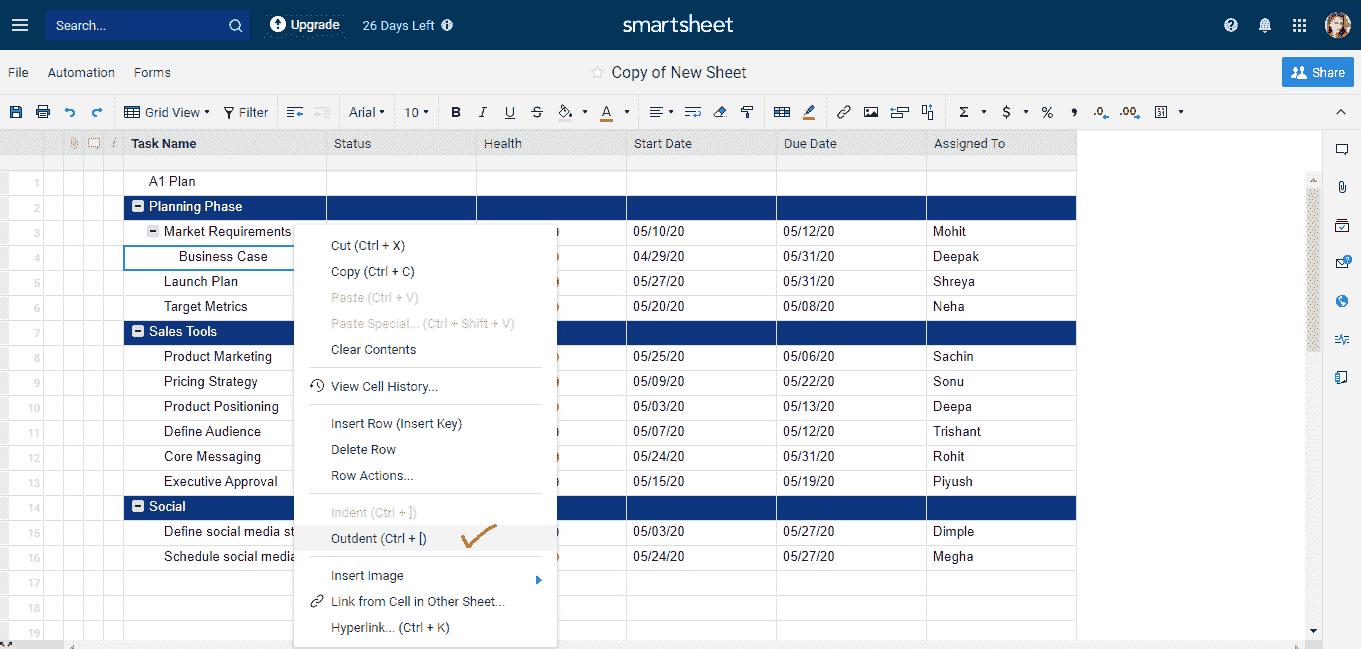 Search...
Upgrade
26 Days Left
smartsheet
File Automation Forms
Copy of New Sheet
Share
Grid View Filter Arial 10 B I U S A Σ $ % , .0 .00 31
Task Name Status Health Start Date Due Date Assigned To
1 A1 Plan
2 Planning Phase
3 Market Requirements 05/10/20 05/12/20 Mohit
4 Business Case 04/29/20 05/31/20 Deepak
5 Launch Plan 05/27/20 05/31/20 Shreya
6 Target Metrics 05/20/20 05/08/20 Neha
7 Sales Tools
8 Product Marketing 05/25/20 05/06/20 Sachin
9 Pricing Strategy 05/09/20 05/22/20 Sonu
10 Product Positioning 05/03/20 05/13/20 Deepa
11 Define Audience 05/07/20 05/12/20 Trishant
12 Core Messaging 05/24/20 05/31/20 Rohit
13 Executive Approval 05/15/20 05/19/20 Piyush
14 Social
15 Define social media st 05/03/20 05/27/20 Dimple
16 Schedule social media 05/24/20 05/27/20 Megha
17
18
19
Cut (Ctrl + X)
Copy (Ctrl + C)
Paste (Ctrl + V)
Paste Special... (Ctrl + Shift + V)
Clear Contents
View Cell History...
Insert Row (Insert Key)
Delete Row
Row Actions...
Indent (Ctrl + ])
Outdent (Ctrl + [)
Insert Image
Link from Cell in Other Sheet...
Hyperlink... (Ctrl + K)